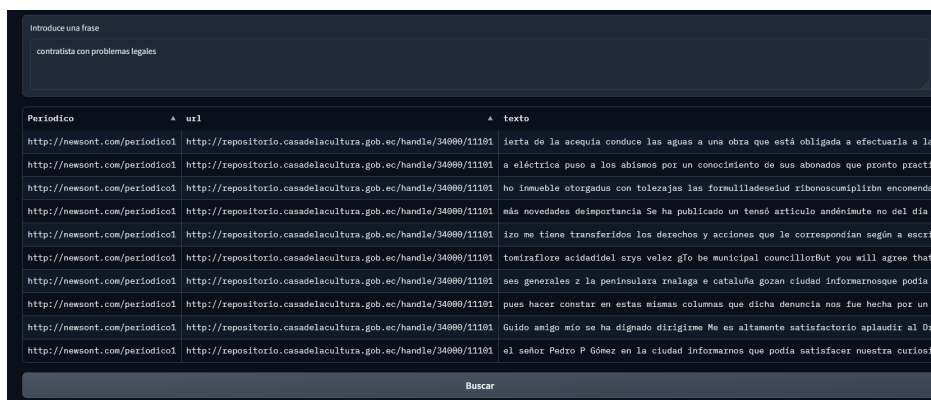 Introduce una frase
contratista con problemas legales
Periodico ▲ url ▲ texto
http://newsont.com/periodico1 http://repositorio.casadelacultura.gob.ec/handle/34000/11101 ierta de la acequia conduce las aguas a una obra que está obligada a efectuarla a la
http://newsont.com/periodico1 http://repositorio.casadelacultura.gob.ec/handle/34000/11101 a eléctrica puso a los abismos por un conocimiento de sus abonados que pronto practi
http://newsont.com/periodico1 http://repositorio.casadelacultura.gob.ec/handle/34000/11101 ho inmueble otorgadus con tolezajas las formuliladeseiud ribonoscumiplirbn encomenda
http://newsont.com/periodico1 http://repositorio.casadelacultura.gob.ec/handle/34000/11101 más novedades deimportancia Se ha publicado un tensó articulo andénimute no del día
http://newsont.com/periodico1 http://repositorio.casadelacultura.gob.ec/handle/34000/11101 izo me tiene transferidos los derechos y acciones que le correspondían según a escri
http://newsont.com/periodico1 http://repositorio.casadelacultura.gob.ec/handle/34000/11101 tomiraflore acidadidel srys velez gTo be municipal councillorBut you will agree that
http://newsont.com/periodico1 http://repositorio.casadelacultura.gob.ec/handle/34000/11101 ses generales z la peninsulara rnalaga e cataluña gozan ciudad informarnosque podia
http://newsont.com/periodico1 http://repositorio.casadelacultura.gob.ec/handle/34000/11101 pues hacer constar en estas mismas columnas que dicha denuncia nos fue hecha por un
http://newsont.com/periodico1 http://repositorio.casadelacultura.gob.ec/handle/34000/11101 Guido amigo mío se ha dignado dirigirme Me es altamente satisfactorio aplaudir al Dr
http://newsont.com/periodico1 http://repositorio.casadelacultura.gob.ec/handle/34000/11101 el señor Pedro P Gómez en la ciudad informarnos que podía satisfacer nuestra curiosi
Buscar